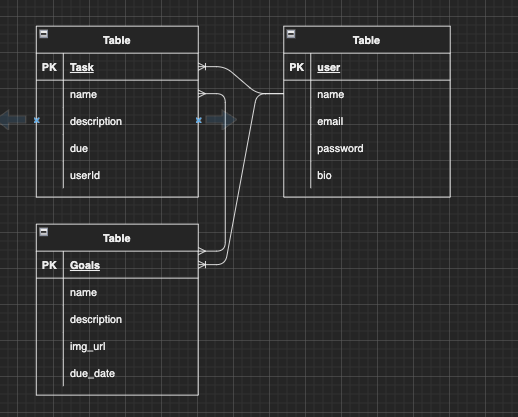 Table
PK Task
name
description
due
userId
Table
PK user
name
email
password
bio
Table
PK Goals
name
description
img_url
due_date